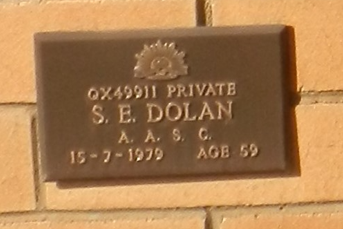 QX49911 PRIVATE
S. E. DOLAN
A. A. S. C.
15-7-1979 AGE 59